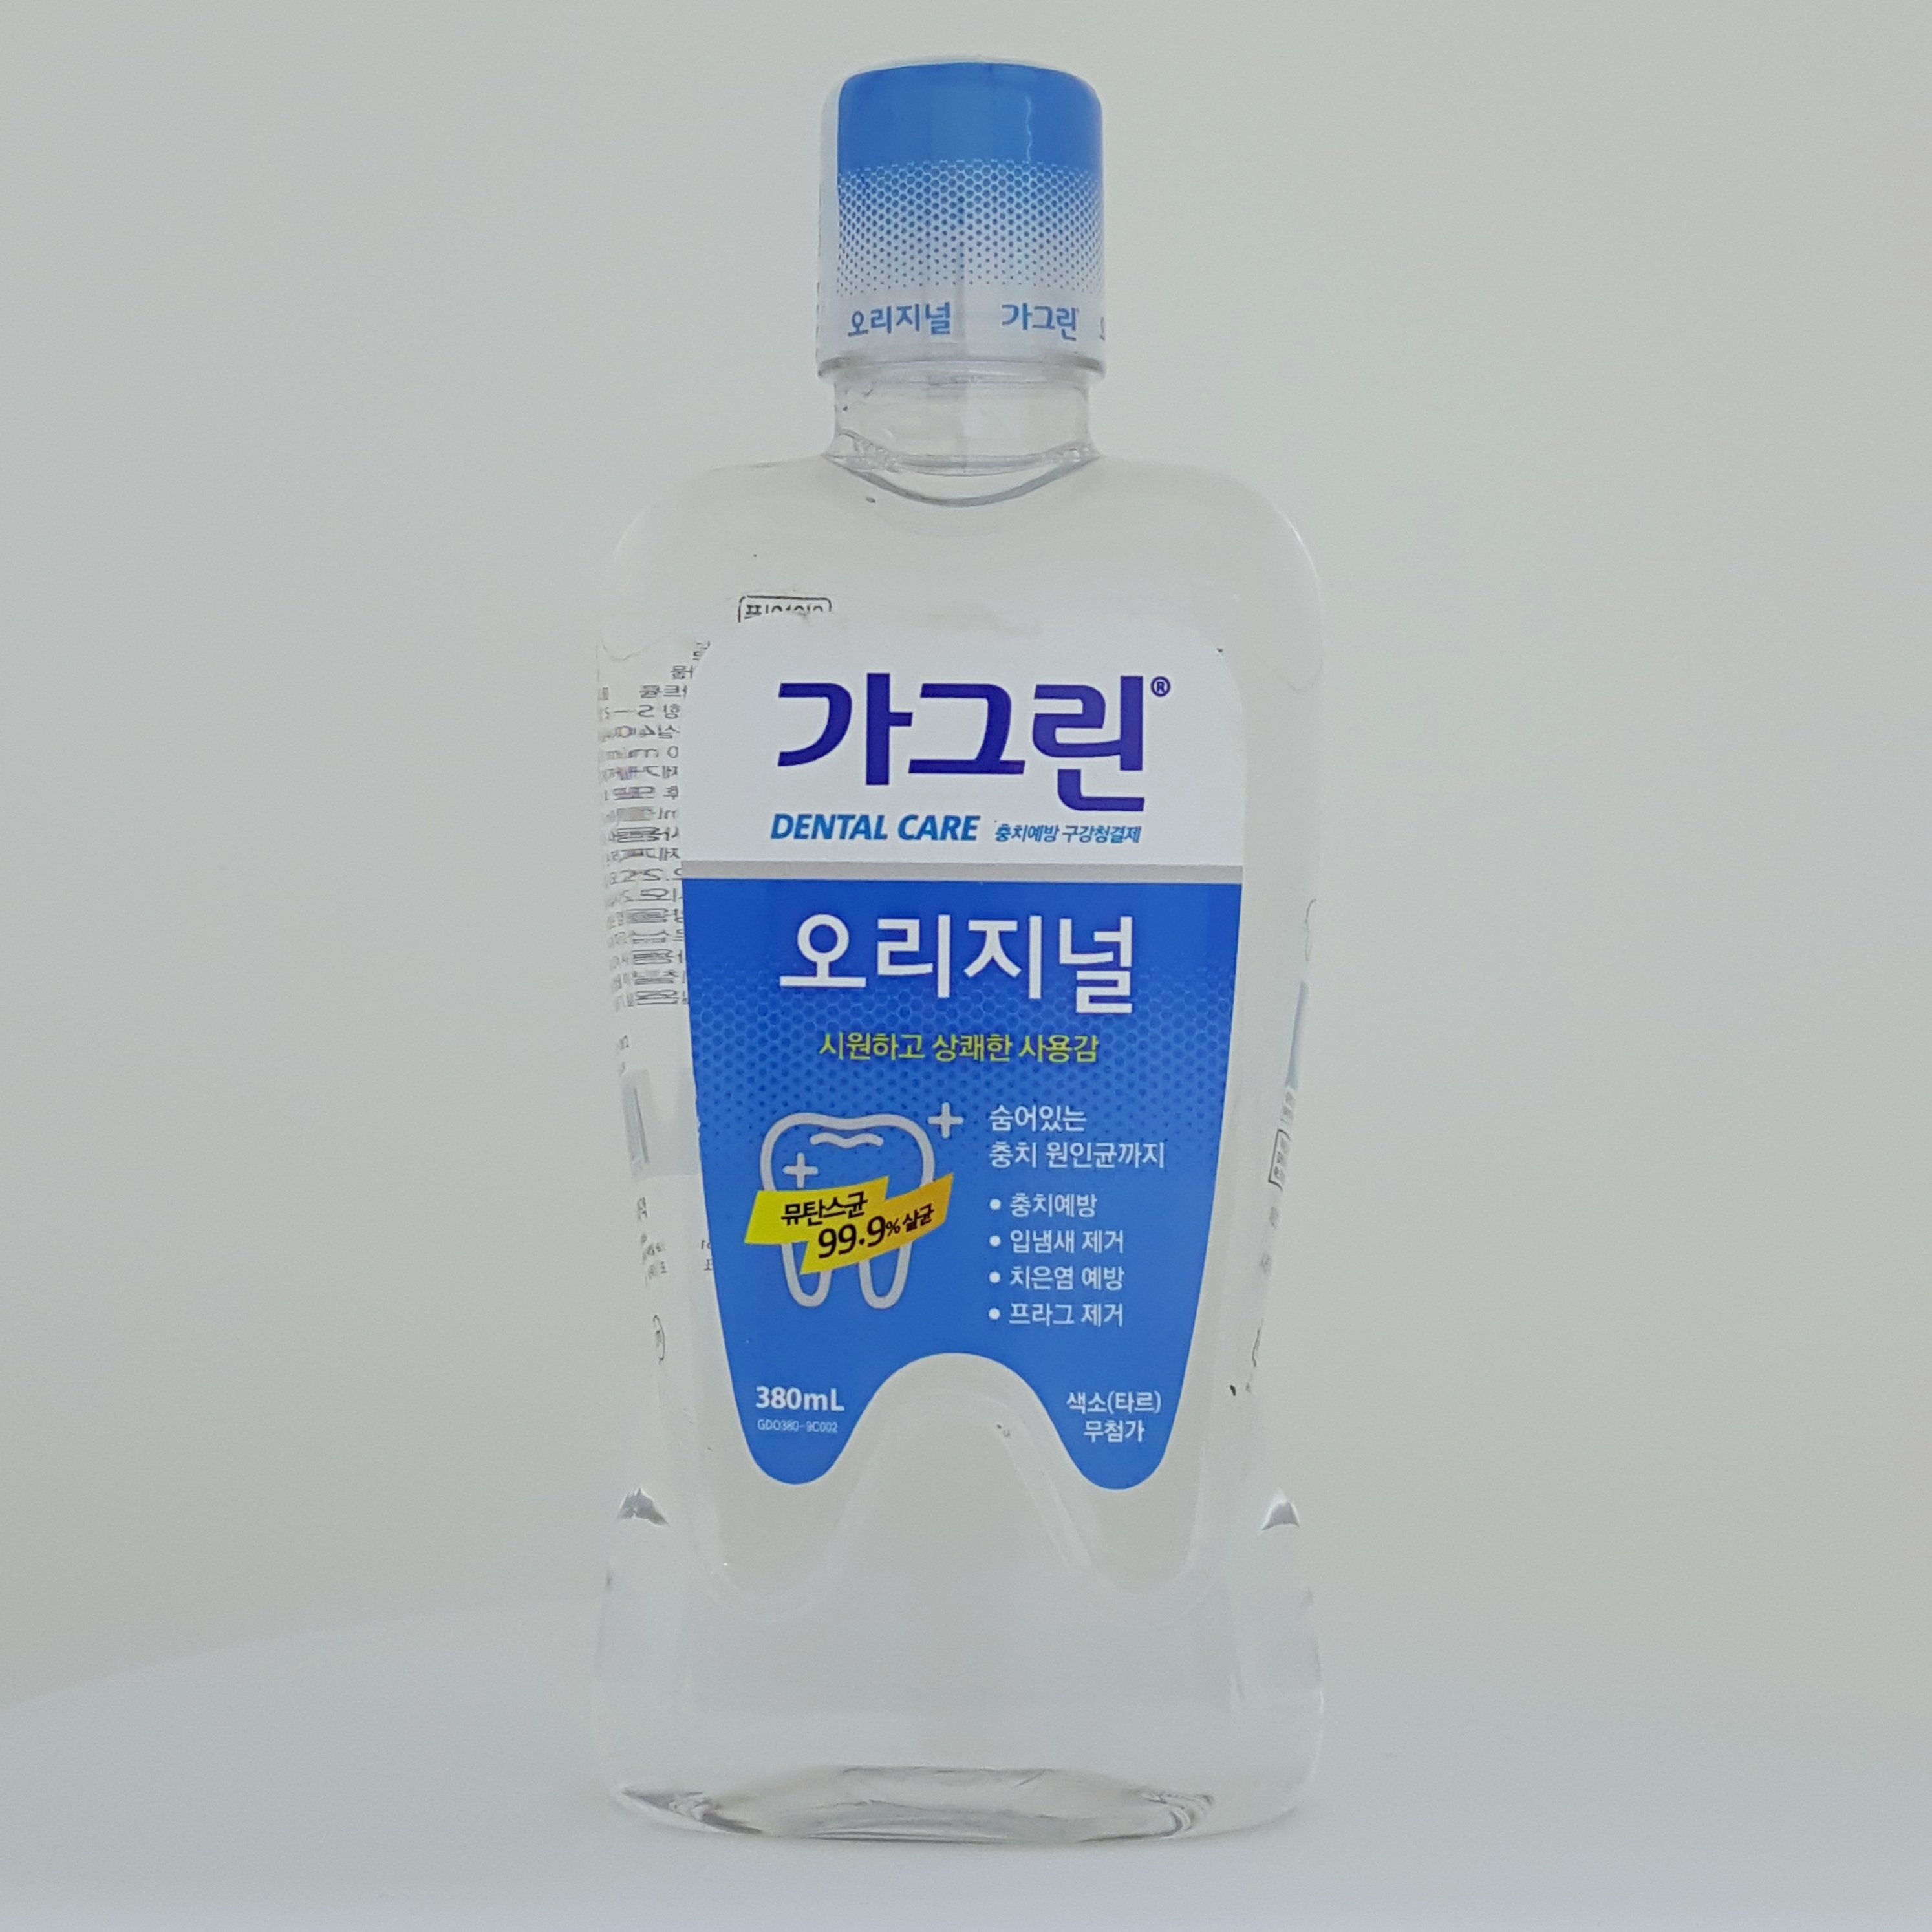 오리지널 가그린
가그린®
DENTAL CARE 충치예방 구강청결제
오리지널
시원하고 상쾌한 사용감
숨어있는
충치 원인균까지
뮤탄스균
99.9% 살균
• 충치예방
• 입냄새 제거
• 치은염 예방
• 프라그 제거
380mL
GDO380-9C002
색소(타르)
무첨가